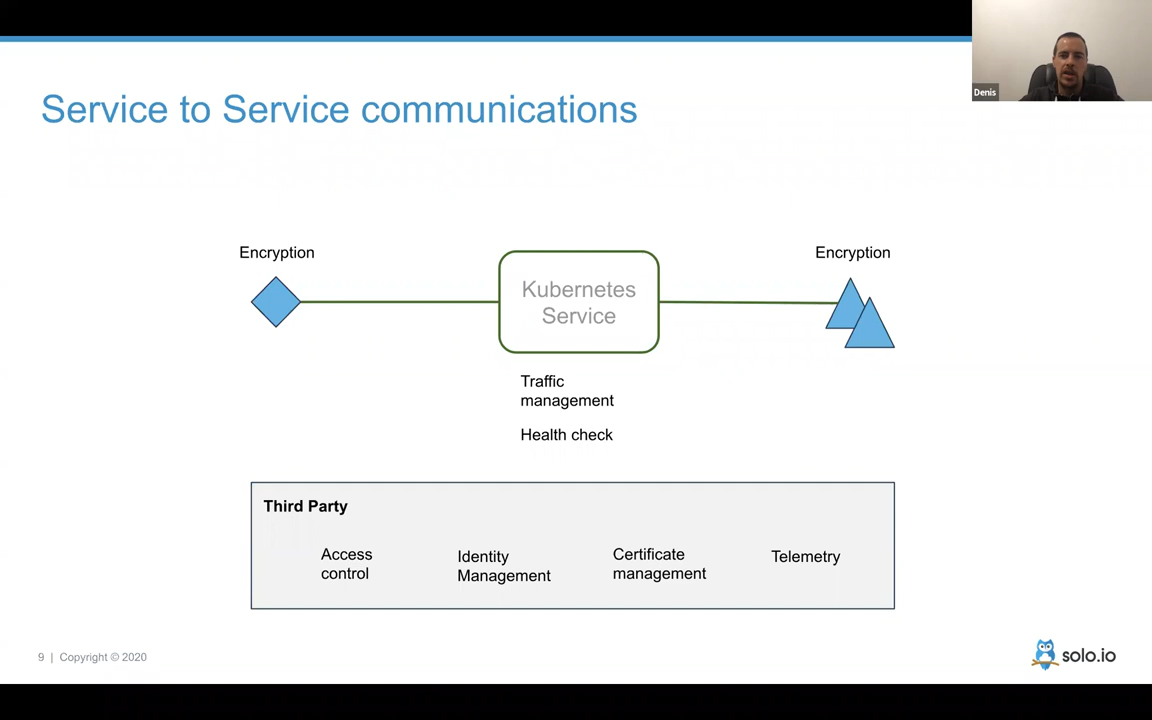 Denis
Service to Service communications
Encryption
Encryption
Kubernetes
Service
Traffic
management
Health check
Third Party
Access
control
Identity
Management
Certificate
management
Telemetry
9 | Copyright © 2020
solo.io